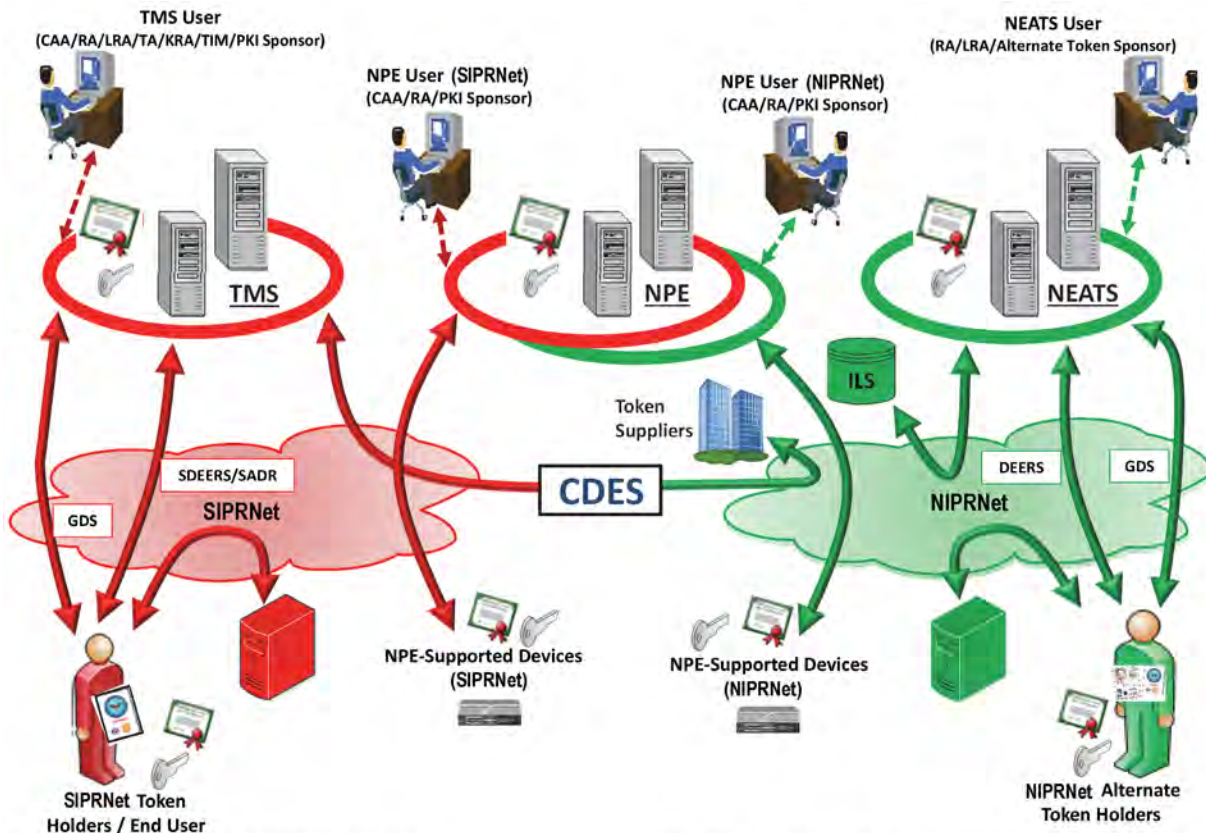 TMS User
(CAA/RA/LRA/TA/KRA/TIM/PKI Sponsor)
NPE User (SIPRNet)
(CAA/RA/PKI Sponsor)
NPE User (NIPRNet)
(CAA/RA/PKI Sponsor)
NEATS User
(RA/LRA/Alternate Token Sponsor)
TMS
NPE
NEATS
ILS
Token
Suppliers
SDEERS/SADR
GDS
SIPRNet
CDES
DEERS
GDS
NIPRNet
NPE-Supported Devices
(SIPRNet)
NPE-Supported Devices
(NIPRNet)
SIPRNet Token
Holders / End User
NIPRNet Alternate
Token Holders